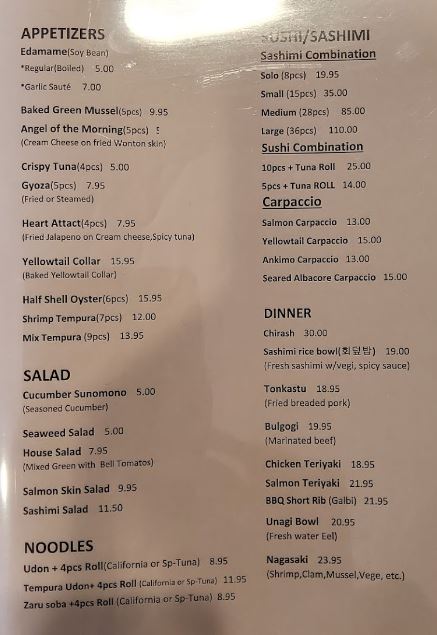 APPETIZERS
Edamame(Soy Bean)
*Regular(Boiled) 5.00
*Garlic Sauté 7.00
Baked Green Mussel(5pcs) 9.95
Angel of the Morning(5pcs)
(Cream Cheese on fried Wonton skin)
Crispy Tuna(4pcs) 5.00
Gyoza(5pcs) 7.95
(Fried or Steamed)
Heart Attact(4pcs) 7.95
(Fried Jalapeno on Cream cheese,Spicy tuna)
Yellowtail Collar 15.95
(Baked Yellowtail Collar)
Half Shell Oyster(6pcs) 15.95
Shrimp Tempura(7pcs) 12.00
Mix Tempura (9pcs) 13.95
SALAD
Cucumber Sunomono 5.00
(Seasoned Cucumber)
Seaweed Salad 5.00
House Salad 7.95
(Mixed Green with Bell Tomatos)
Salmon Skin Salad 9.95
Sashimi Salad 11.50
NOODLES
Udon + 4pcs Roll(California or Sp-Tuna) 8.95
Tempura Udon+ 4pcs Roll (California or Sp-Tuna) 11.95
Zaru soba +4pcs Roll (California or Sp-Tuna) 8.95
SUSHI/SASHIMI
Sashimi Combination
Solo (8pcs) 19.95
Small (15pcs) 35.00
Medium (28pcs) 85.00
Large (36pcs) 110.00
Sushi Combination
10pcs + Tuna Roll 25.00
5pcs + Tuna ROLL 14.00
Carpaccio
Salmon Carpaccio 13.00
Yellowtail Carpaccio 15.00
Ankimo Carpaccio 13.00
Seared Albacore Carpaccio 15.00
DINNER
Chirash 30.00
Sashimi rice bowl(회덮밥) 19.00
(Fresh sashimi w/vegi, spicy sauce)
Tonkastu 18.95
(Fried breaded pork)
Bulgogi 19.95
(Marinated beef)
Chicken Teriyaki 18.95
Salmon Teriyaki 21.95
BBQ Short Rib (Galbi) 21.95
Unagi Bowl 20.95
(Fresh water Eel)
Nagasaki 23.95
(Shrimp,Clam,Mussel,Vege, etc.)